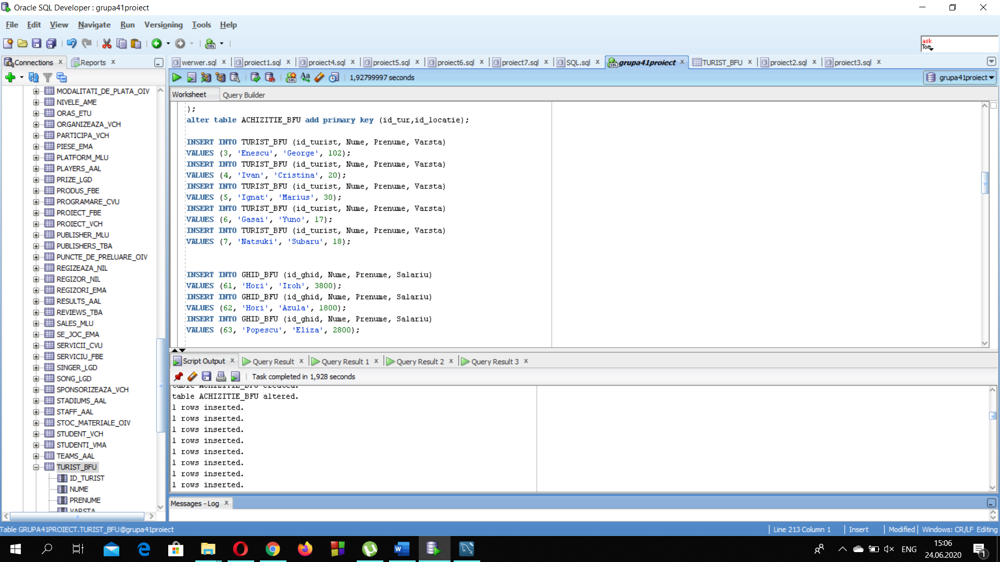 Oracle SQL Developer : grupa41proiect
File Edit View Navigate Run Versioning Tools Help
ask
Tom
Connections Reports
werwer.sql proiect1.sql proiect4.sql proiect5.sql proiect6.sql proiect7.sql SQL.sql grupa41proiect TURIST_BFU proiect2.sql proiect3.sql
1,92799997 seconds
grupa41proiect
Worksheet Query Builder
MODALITATI_DE_PLATA_OIV
NIVELE_AME
ORAS_ETU
ORGANIZEAZA_VCH
PARTICIPA_VCH
PIESE_EMA
PLATFORM_MLU
PLAYERS_AAL
PRIZE_LGD
PRODUS_FBE
PROGRAMARE_CVU
PROIECT_FBE
PROIECT_VCH
PUBLISHER_MLU
PUBLISHERS_TBA
PUNCTE_DE_PRELUARE_OIV
REGIZEAZA_NIL
REGIZOR_NIL
REGIZORI_EMA
RESULTS_AAL
REVIEWS_TBA
SALES_MLU
SE_JOC_EMA
SERVICII_CVU
SERVICIU_FBE
SINGER_LGD
SONG_LGD
SPONSORIZEAZA_VCH
STADIUMS_AAL
STAFF_AAL
STOC_MATERIALE_OIV
STUDENT_VCH
STUDENTI_VMA
TEAMS_AAL
TURIST_BFU
ID_TURIST
NUME
PRENUME
VARSTA
);
alter table ACHIZITIE_BFU add primary key (id_tur,id_locatie);
INSERT INTO TURIST_BFU (id_turist, Nume, Prenume, Varsta)
VALUES (3, 'Enescu', 'George', 102);
INSERT INTO TURIST_BFU (id_turist, Nume, Prenume, Varsta)
VALUES (4, 'Ivan', 'Cristina', 20);
INSERT INTO TURIST_BFU (id_turist, Nume, Prenume, Varsta)
VALUES (5, 'Ignat', 'Marius', 30);
INSERT INTO TURIST_BFU (id_turist, Nume, Prenume, Varsta)
VALUES (6, 'Gasai', 'Yuno', 17);
INSERT INTO TURIST_BFU (id_turist, Nume, Prenume, Varsta)
VALUES (7, 'Natsuki', 'Subaru', 18);
INSERT INTO GHID_BFU (id_ghid, Nume, Prenume, Salariu)
VALUES (61, 'Hori', 'Iroh', 3800);
INSERT INTO GHID_BFU (id_ghid, Nume, Prenume, Salariu)
VALUES (62, 'Hori', 'Azula', 1800);
INSERT INTO GHID_BFU (id_ghid, Nume, Prenume, Salariu)
VALUES (63, 'Popescu', 'Eliza', 2800);
Script Output Query Result Query Result 1 Query Result 2 Query Result 3
Task completed in 1,928 seconds
table ACHIZITIE_BFU created.
table ACHIZITIE_BFU altered.
1 rows inserted.
1 rows inserted.
1 rows inserted.
1 rows inserted.
1 rows inserted.
1 rows inserted.
1 rows inserted.
1 rows inserted.
Messages - Log
Table GRUPA41PROIECT.TURIST_BFU@grupa41proiect
Line 213 Column 1 Insert Modified Windows: CR/LF Editing
ENG
15:06
24.06.2020
1